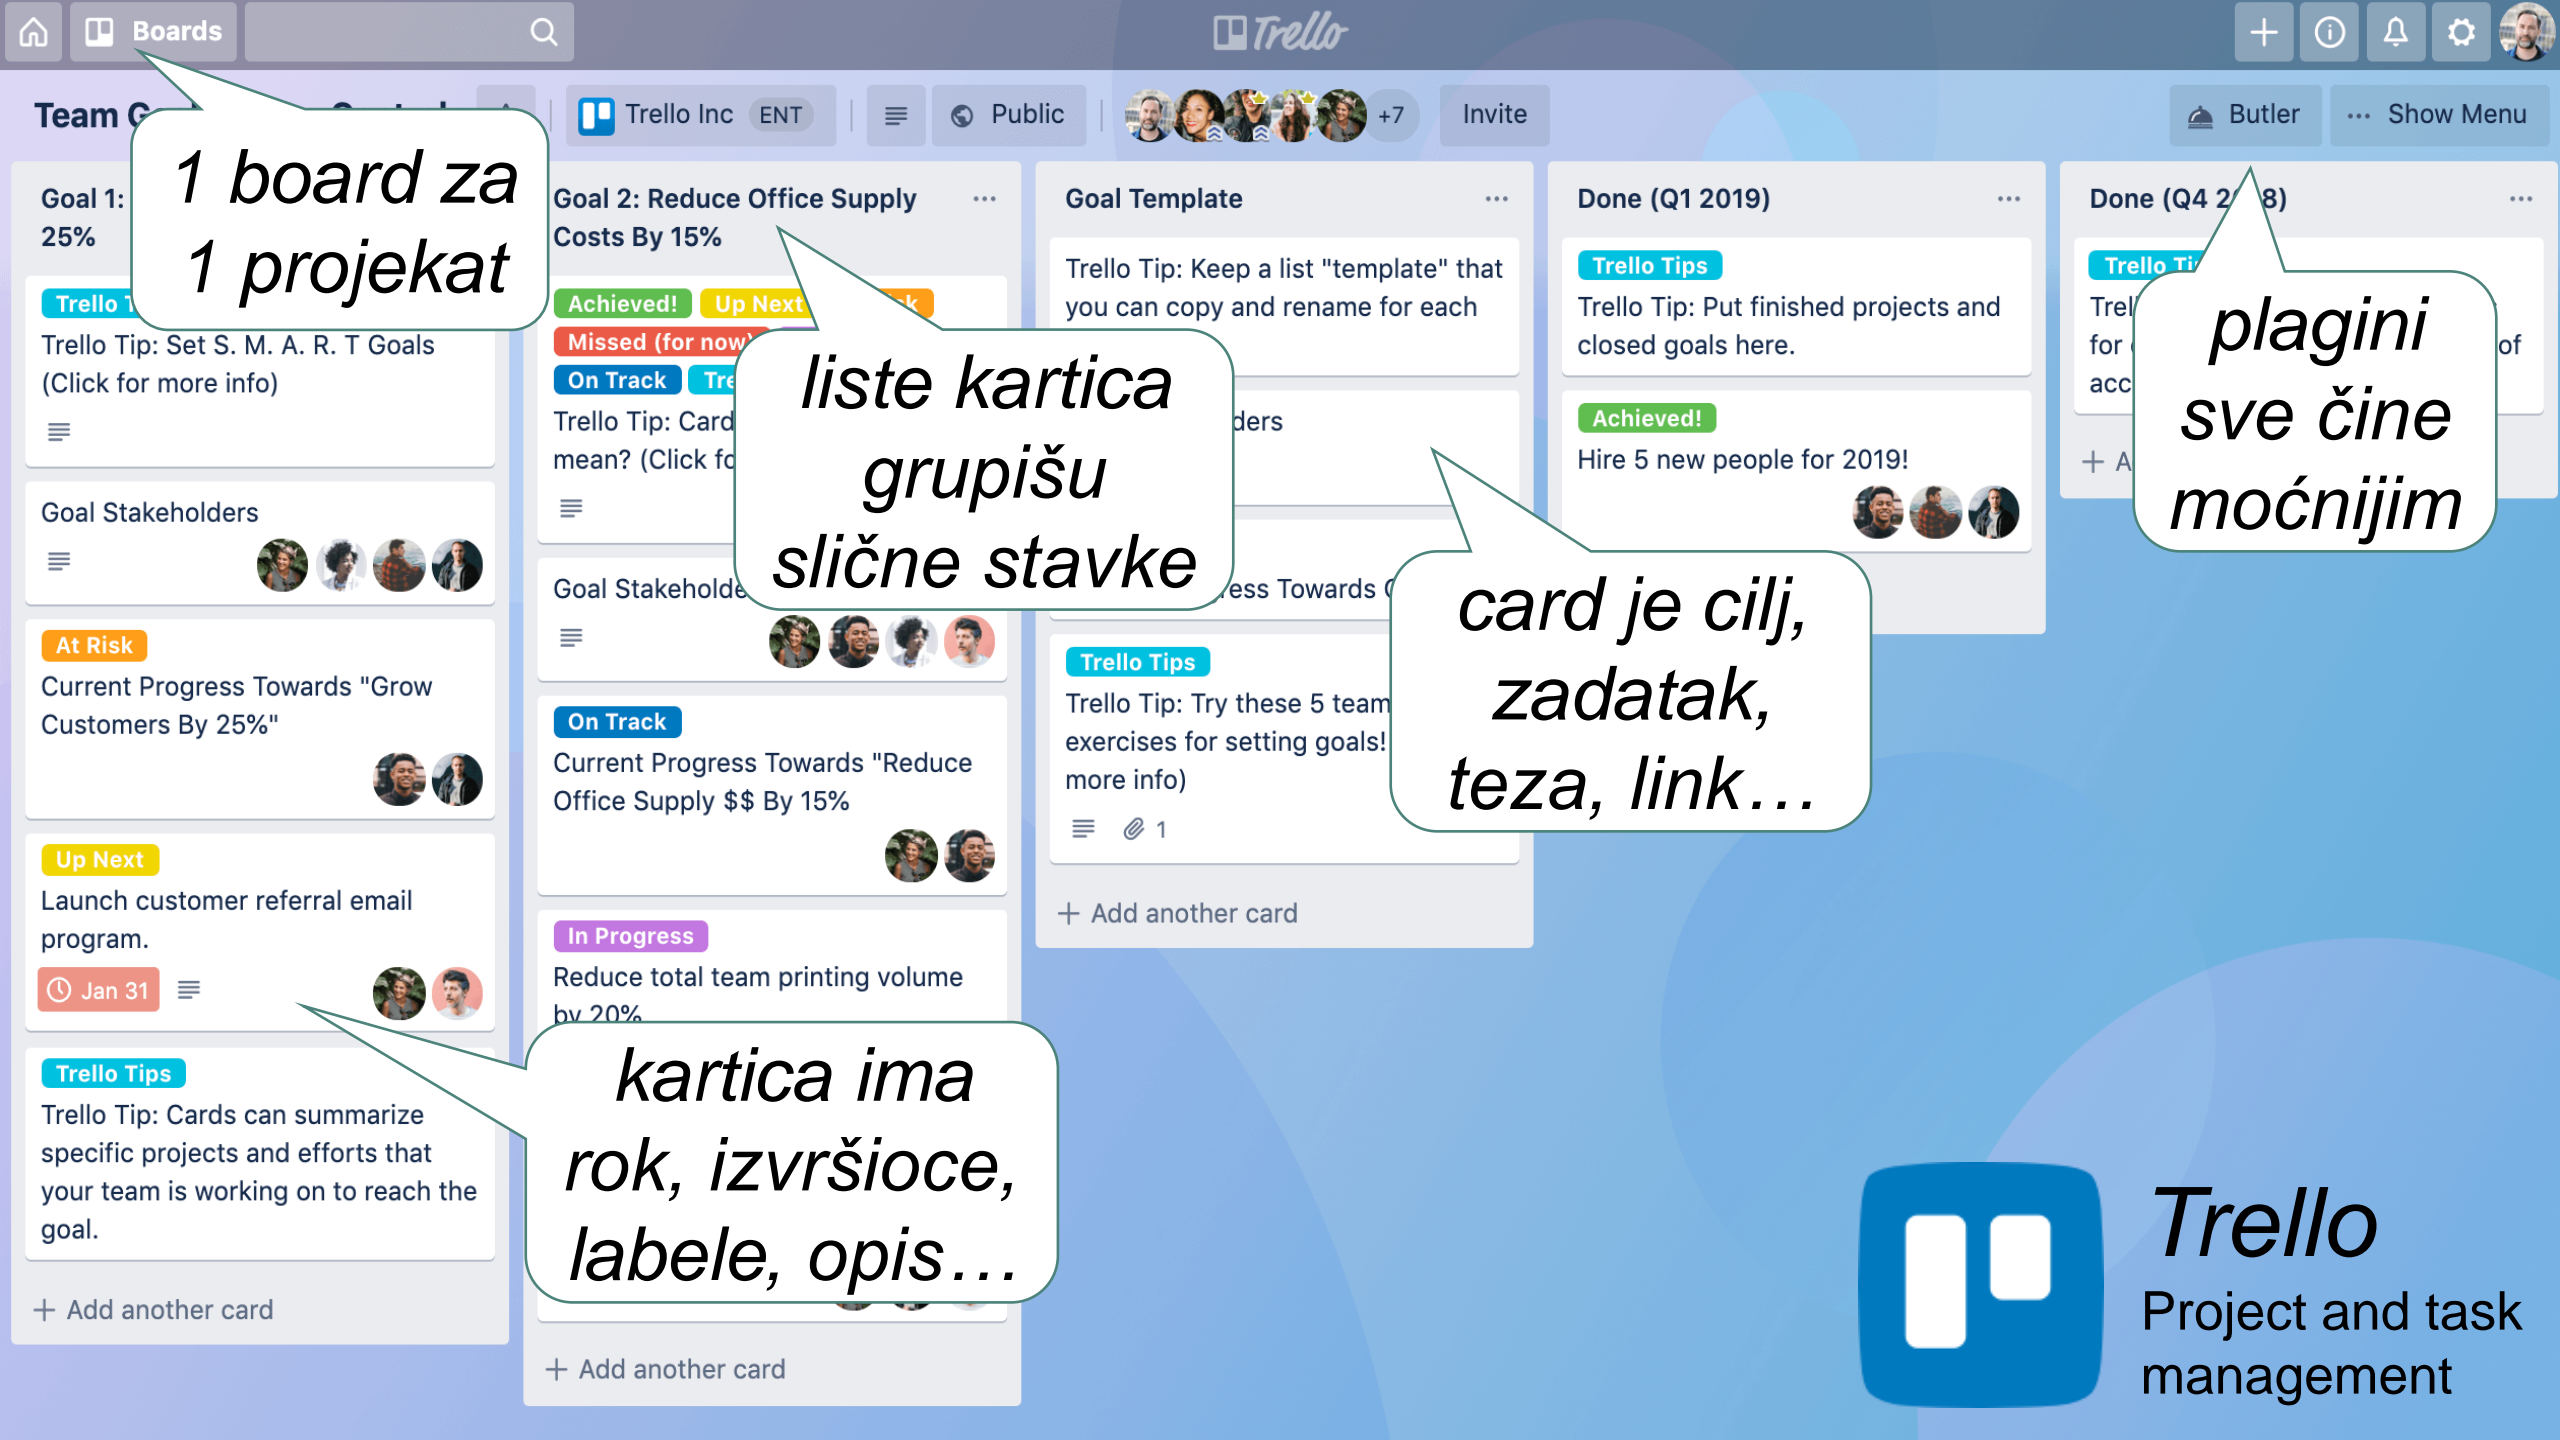 Boards
Trello
Team
Trello Inc ENT
Public
+7
Invite
Butler
Show Menu
1 board za
1 projekat
Goal 1:
25%
Trello
Trello Tip: Set S. M. A. R. T Goals
(Click for more info)
Goal Stakeholders
At Risk
Current Progress Towards "Grow
Customers By 25%"
Up Next
Launch customer referral email
program.
Jan 31
Trello Tips
Trello Tip: Cards can summarize
specific projects and efforts that
your team is working on to reach the
goal.
+ Add another card
Goal 2: Reduce Office Supply
Costs By 15%
Achieved! Up Next
Missed (for now)
On Track
Trello Tip:
mean? (Click
Goal
On Track
Current Progress Towards "Reduce
Office Supply $$ By 15%
In Progress
Reduce total team printing volume
by 20%
+ Add another card
liste kartica
grupišu
slične stavke
kartica ima
rok, izvršioce,
labele, opis…
Goal Template
Trello Tip: Keep a list "template" that
you can copy and rename for each
Towards
Trello Tips
Trello Tip: Try these 5 team
exercises for setting goals!
more info)
1
+ Add another card
card je cilj,
zadatak,
teza, link…
Done (Q1 2019)
Trello Tips
Trello Tip: Put finished projects and
closed goals here.
Achieved!
Hire 5 new people for 2019!
Done (Q4
Trello
for
of
plagini
sve čine
moćnijim
Trello
Project and task
management